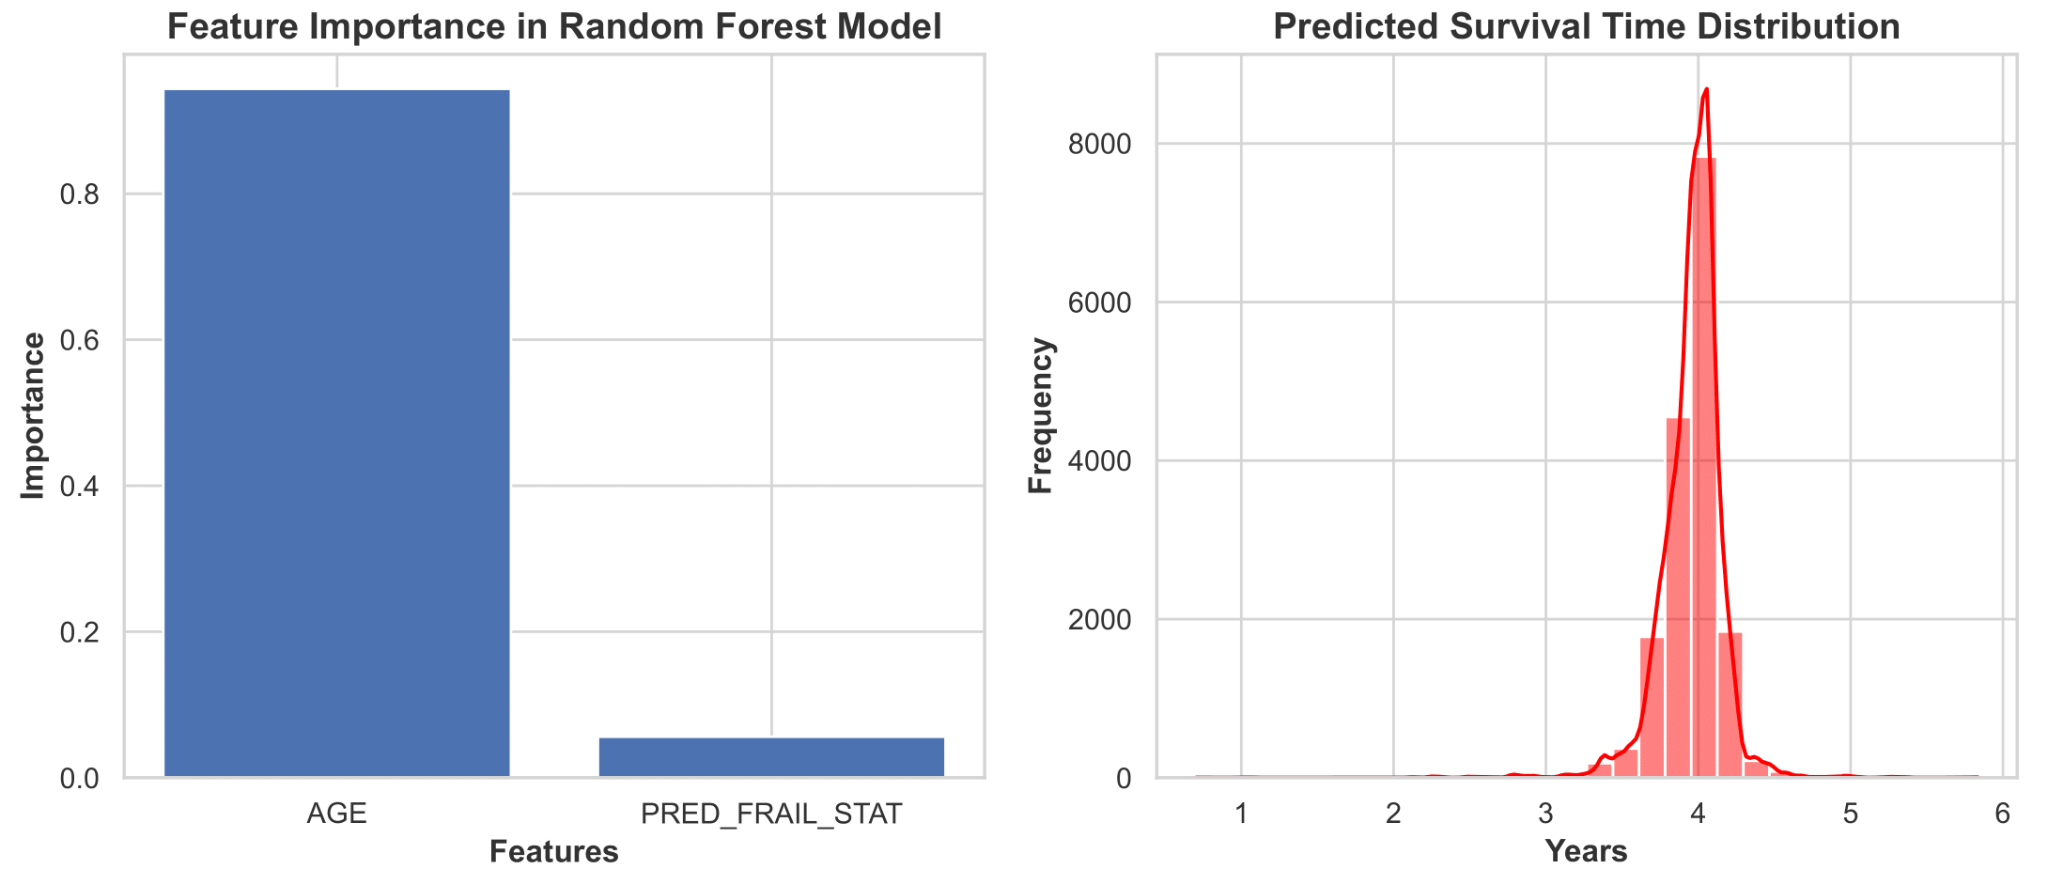 Feature Importance in Random Forest Model
Importance
0.8
0.6
0.4
0.2
0.0
AGE
PRED_FRAIL_STAT
Features
Predicted Survival Time Distribution
Frequency
8000
6000
4000
2000
0
1
2
3
4
5
6
Years